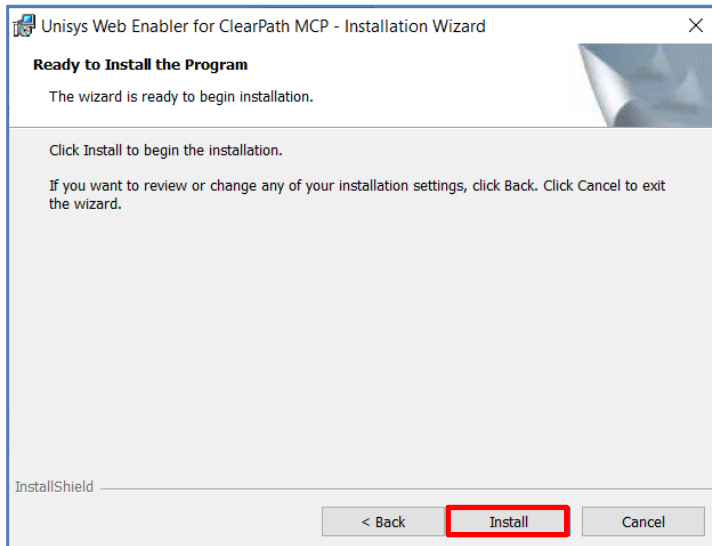 Unisys Web Enabler for ClearPath MCP - Installation Wizard
Ready to Install the Program
The wizard is ready to begin installation.
Click Install to begin the installation.
If you want to review or change any of your installation settings, click Back. Click Cancel to exit
the wizard.
InstallShield
< Back Install Cancel